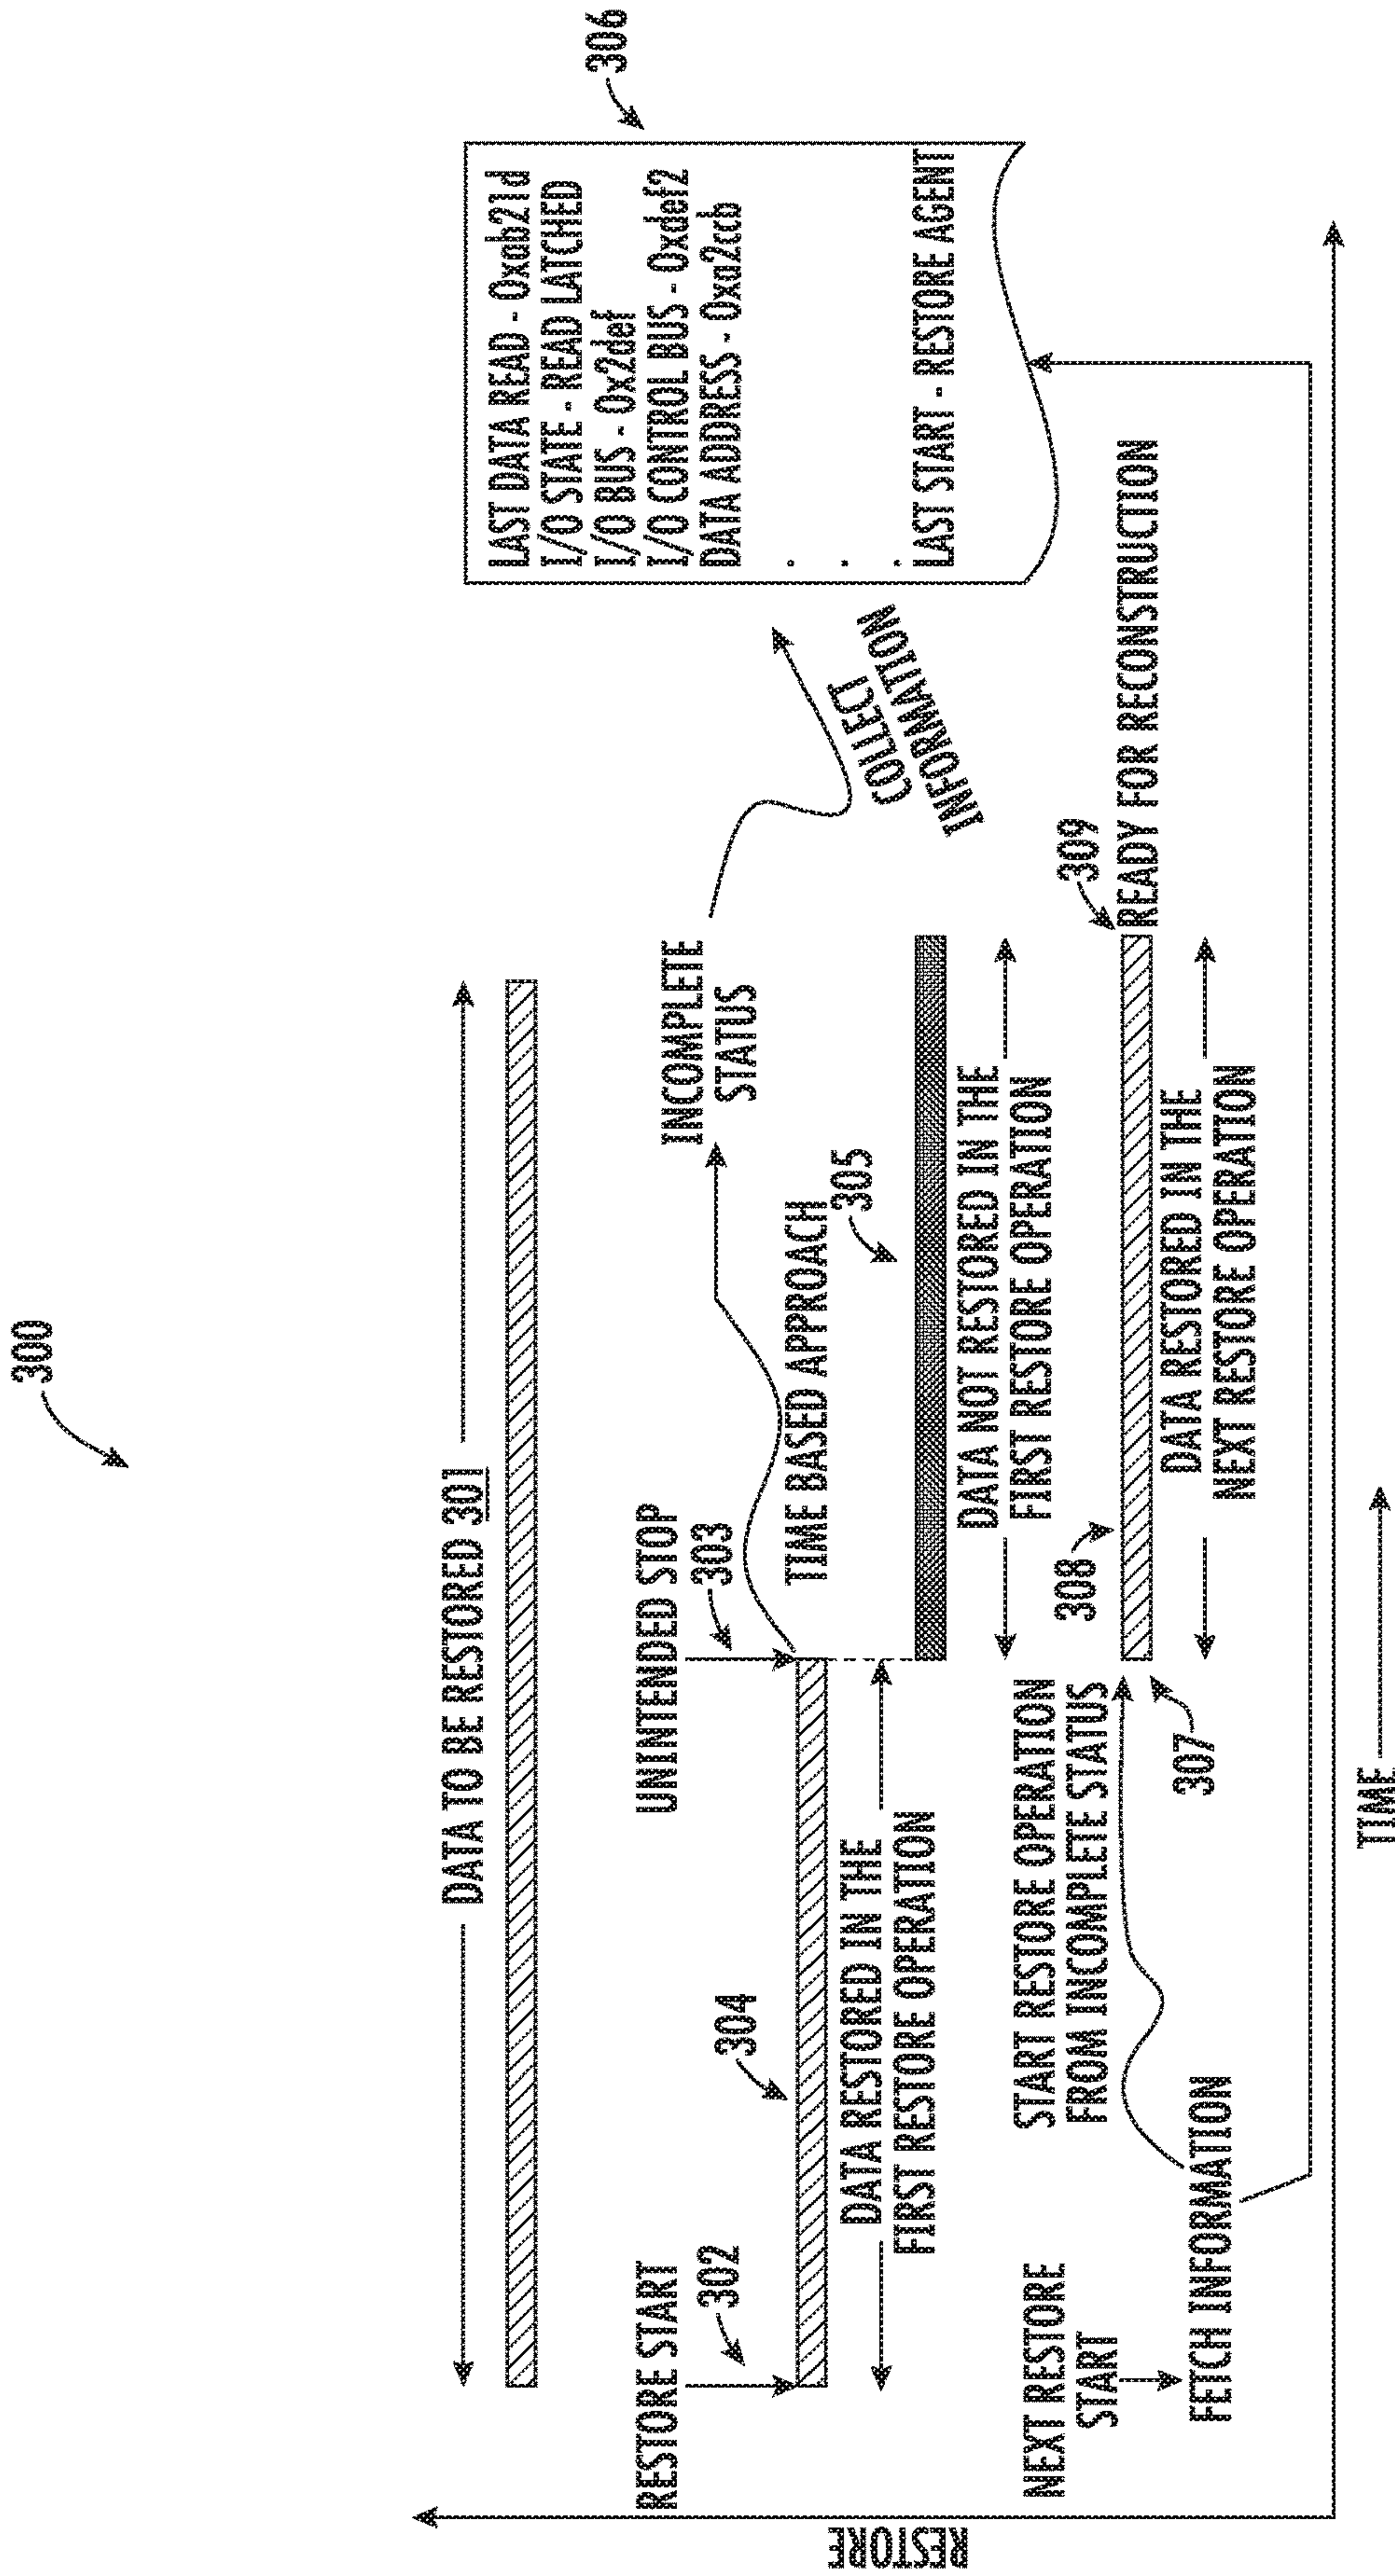 300
DATA TO BE RESTORED 301
RESTORE START
302
304
UNINTENDED STOP
303
INCOMPLETE
STATUS
TIME BASED APPROACH
305
DATA RESTORED IN THE
FIRST RESTORE OPERATION
DATA NOT RESTORED IN THE
FIRST RESTORE OPERATION
COLLECT
INFORMATION
LAST DATA READ - 0xab21d
I/O STATE - READ LATCHED
I/O BUS - 0x2def
I/O CONTROL BUS - 0xdef2
DATA ADDRESS - 0xa2ccb
.
.
.
LAST START - RESTORE AGENT
306
NEXT RESTORE
START
FETCH INFORMATION
START RESTORE OPERATION
FROM INCOMPLETE STATUS
307
308
309
READY FOR RECONSTRUCTION
DATA RESTORED IN THE
NEXT RESTORE OPERATION
RESTORE
TIME